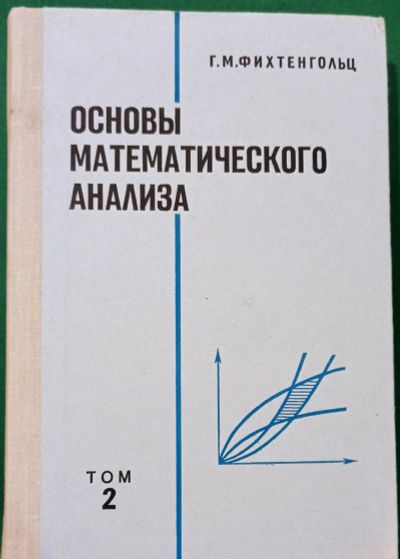 Г.М.ФИХТЕНГОЛЬЦ
ОСНОВЫ
МАТЕМАТИЧЕСКОГО
АНАЛИЗА
ТОМ
2